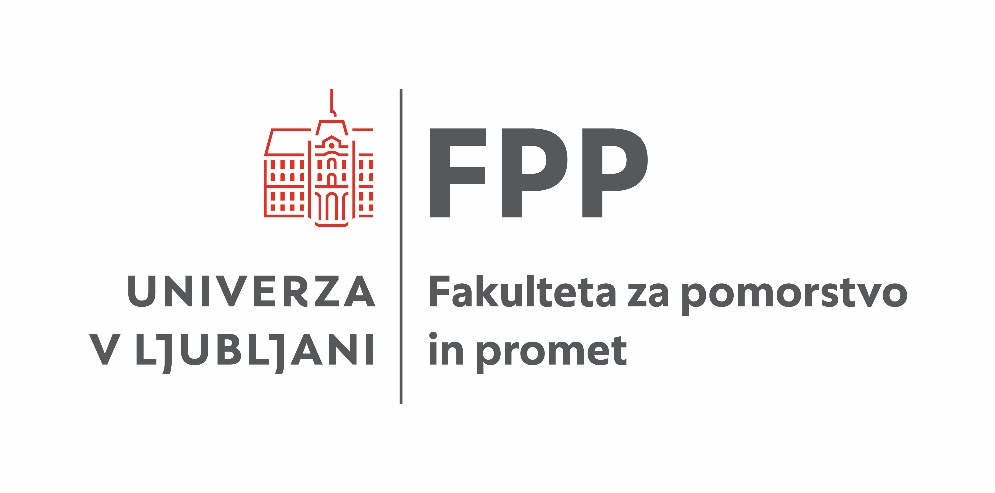 UNIVERZA
V LJUBLJANI
FPP
Fakulteta za pomorstvo
in promet